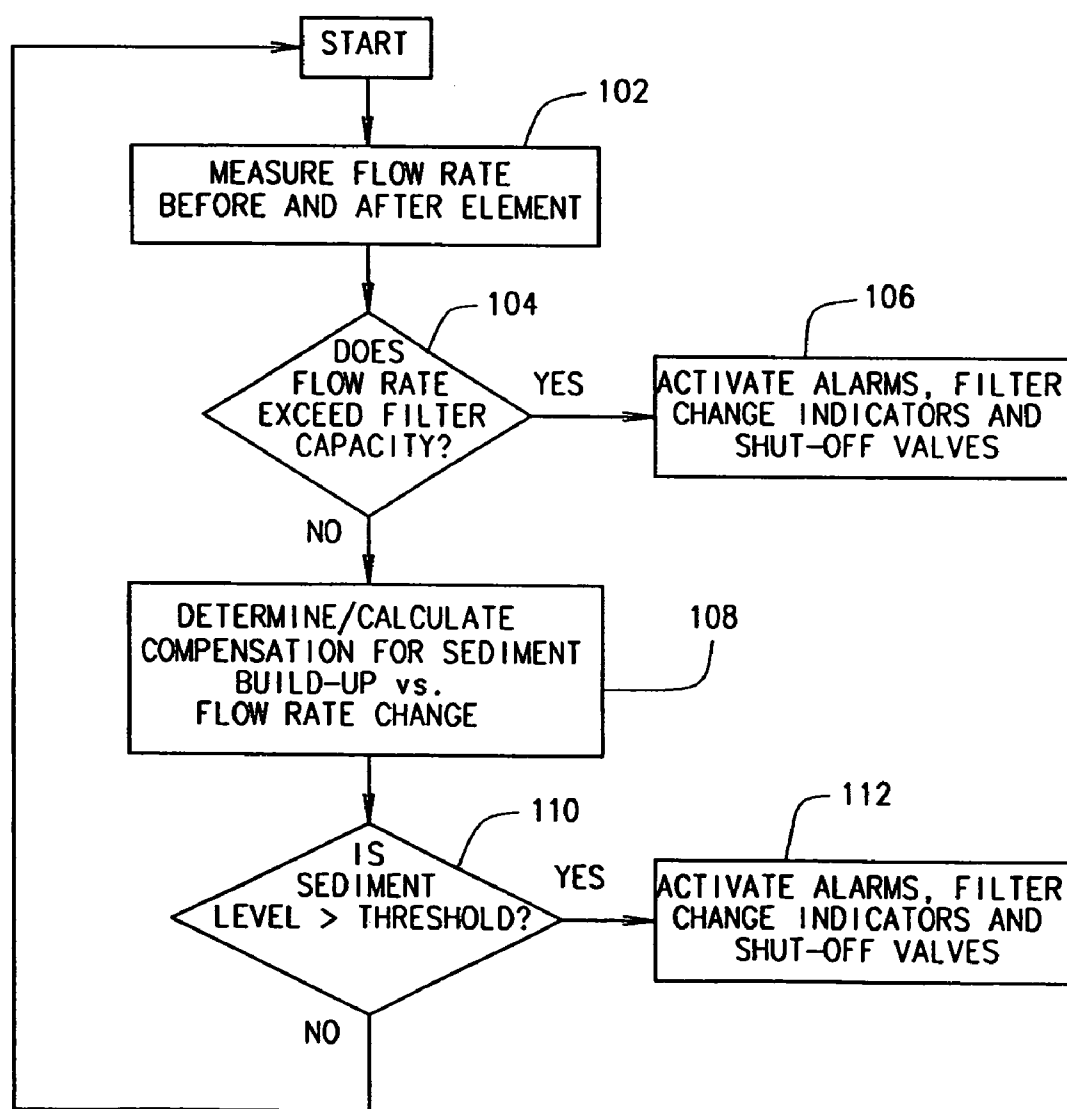 START
102
MEASURE FLOW RATE
BEFORE AND AFTER ELEMENT
104
DOES
FLOW RATE
EXCEED FILTER
CAPACITY?
YES
106
ACTIVATE ALARMS, FILTER
CHANGE INDICATORS AND
SHUT-OFF VALVES
NO
DETERMINE/CALCULATE
COMPENSATION FOR SEDIMENT
BUILD-UP vs.
FLOW RATE CHANGE
108
110
IS
SEDIMENT
LEVEL > THRESHOLD?
YES
112
ACTIVATE ALARMS, FILTER
CHANGE INDICATORS AND
SHUT-OFF VALVES
NO